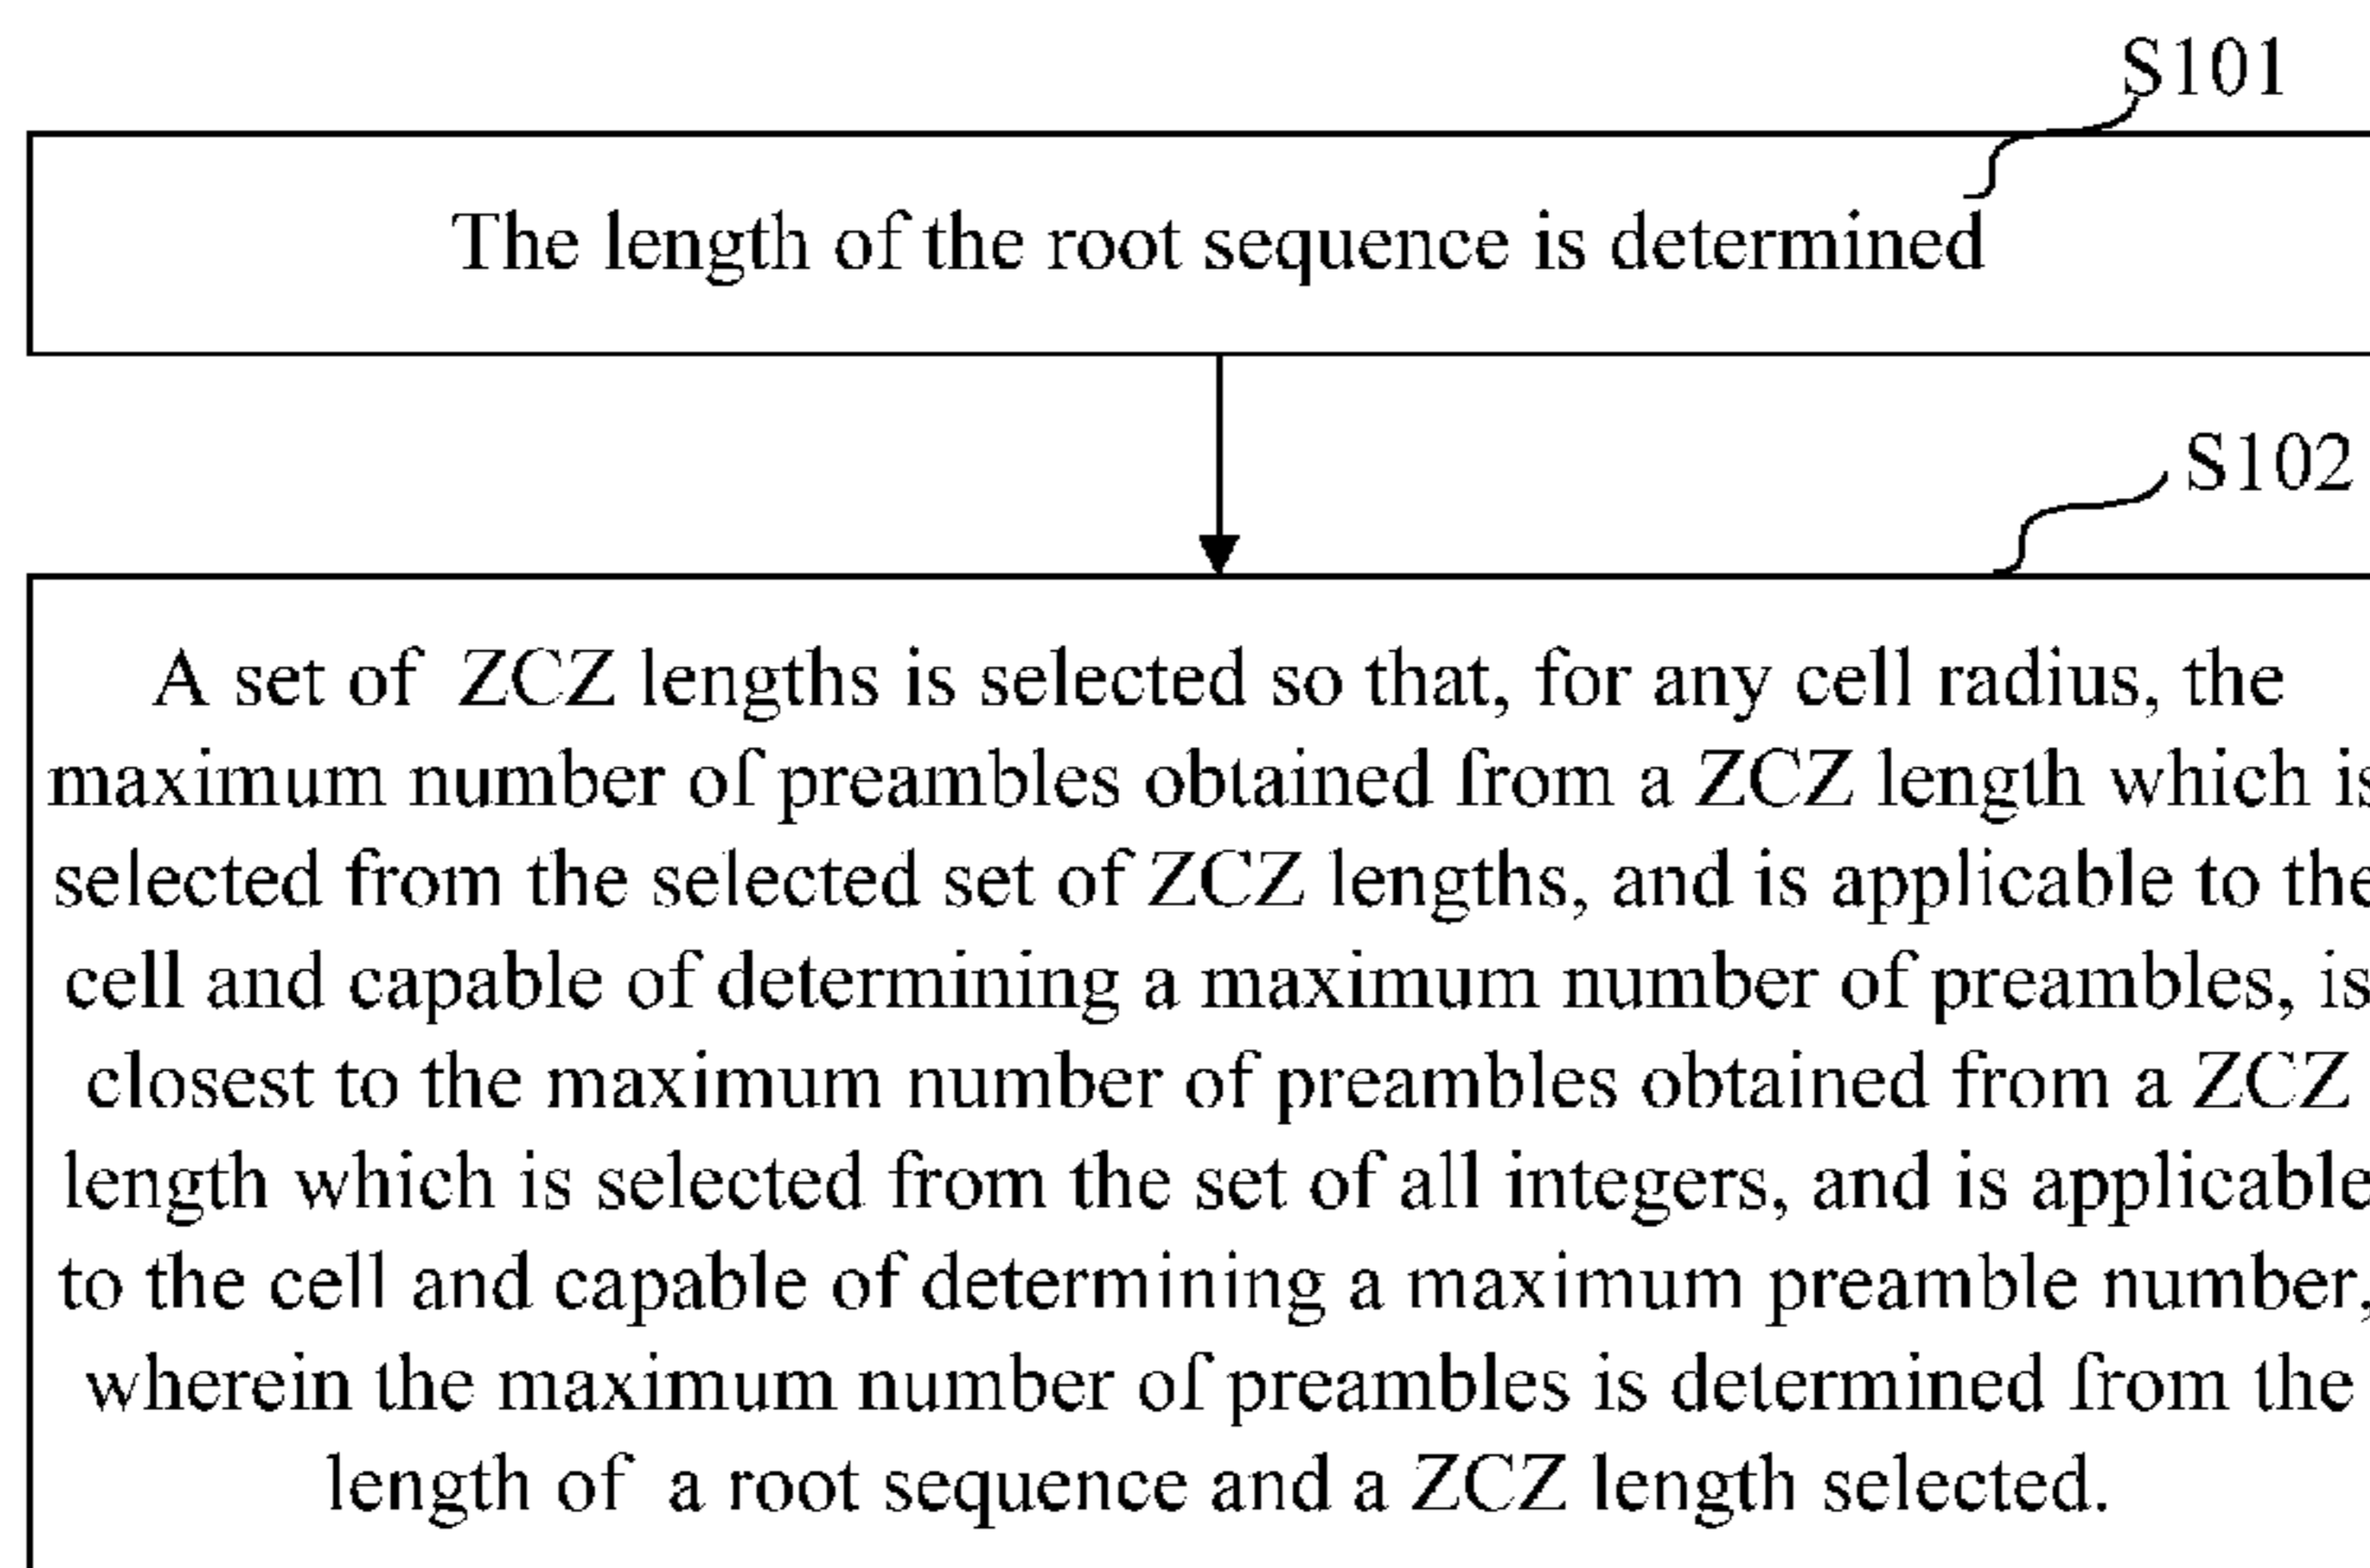 S101
The length of the root sequence is determined
S102
A set of ZCZ lengths is selected so that, for any cell radius, the
maximum number of preambles obtained from a ZCZ length which is
selected from the selected set of ZCZ lengths, and is applicable to the
cell and capable of determining a maximum number of preambles, is
closest to the maximum number of preambles obtained from a ZCZ
length which is selected from the set of all integers, and is applicable
to the cell and capable of determining a maximum preamble number,
wherein the maximum number of preambles is determined from the
length of a root sequence and a ZCZ length selected.